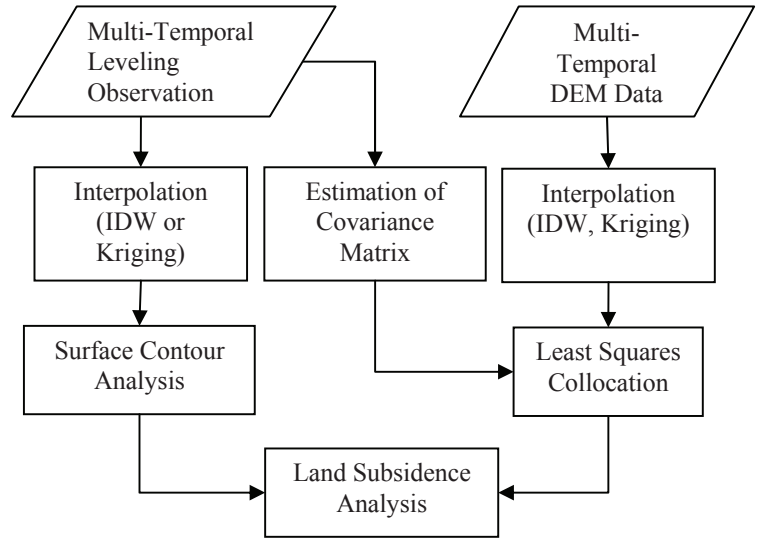 Multi-Temporal
Leveling
Observation
Multi-
Temporal
DEM Data
Interpolation
(IDW or
Kriging)
Estimation of
Covariance
Matrix
Interpolation
(IDW, Kriging)
Surface Contour
Analysis
Least Squares
Collocation
Land Subsidence
Analysis